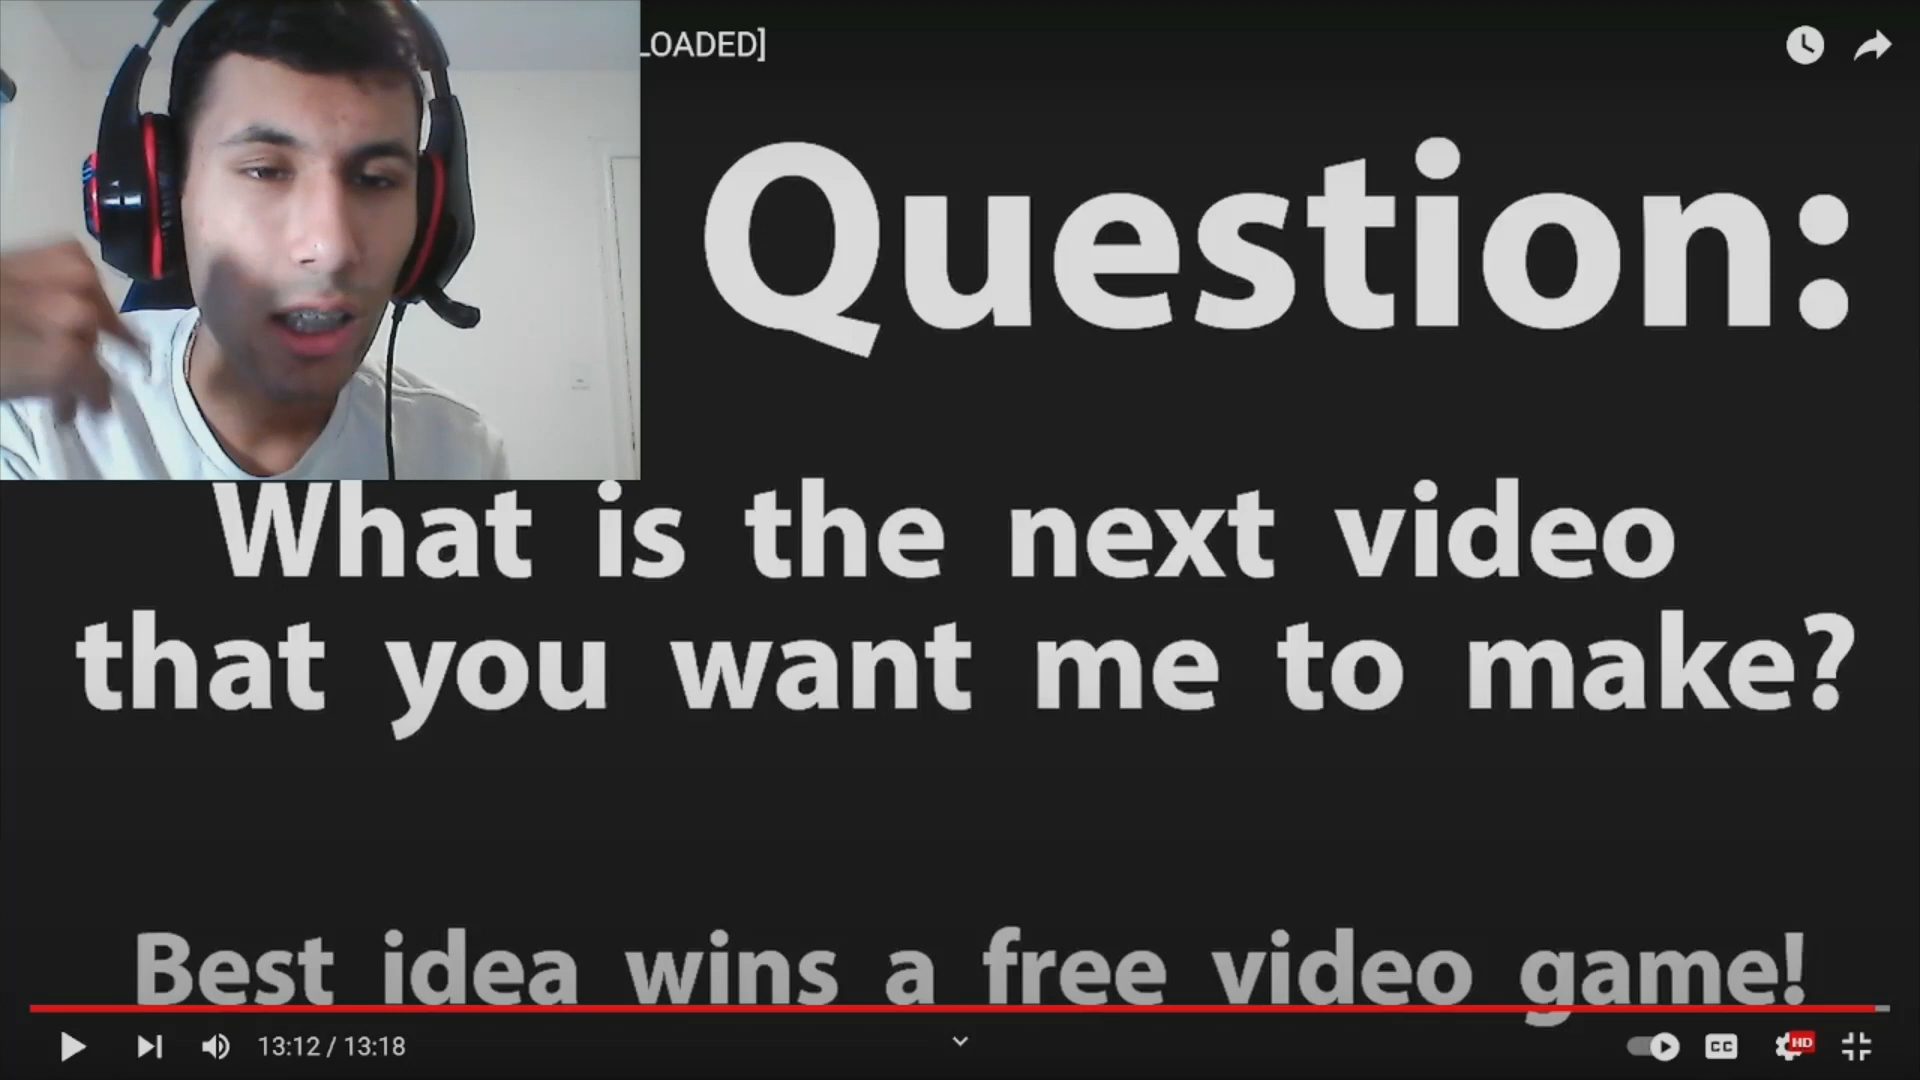 LOADED]
Question:
What is the next video
that you want me to make?
Best idea wins a free video game!
13:12 / 13:18
CC
HD